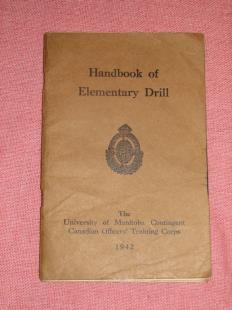 Handbook of
Elementary Drill
The
University of Manitoba Contingent
Canadian Officers' Training Corps
1942